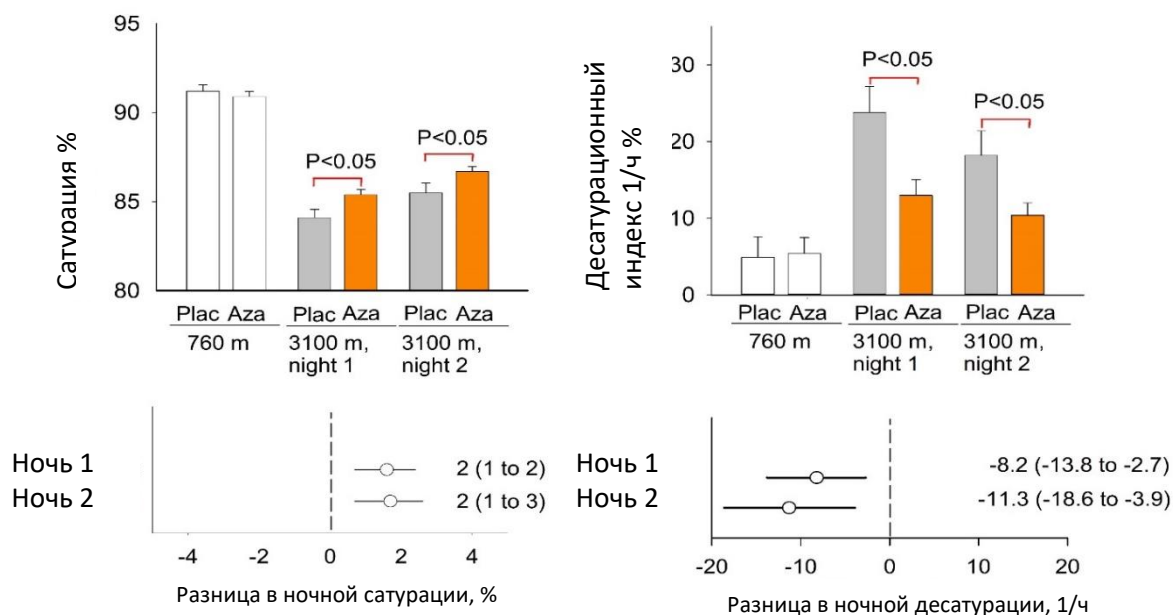 95
90
85
80
Сатурация %
P<0.05
P<0.05
Plac Aza Plac Aza Plac Aza
760 m 3100 m, night 1 3100 m, night 2
Десатурационный
индекс 1/ч %
30
20
10
0
P<0.05
P<0.05
Plac Aza Plac Aza Plac Aza
760 m 3100 m, night 1 3100 m, night 2
Ночь 1 2 (1 to 2)
Ночь 2 2 (1 to 3)
-4 -2 0 2 4
Разница в ночной сатурации, %
Ночь 1 -8.2 (-13.8 to -2.7)
Ночь 2 -11.3 (-18.6 to -3.9)
-20 -10 0 10 20
Разница в ночной десатурации, 1/ч